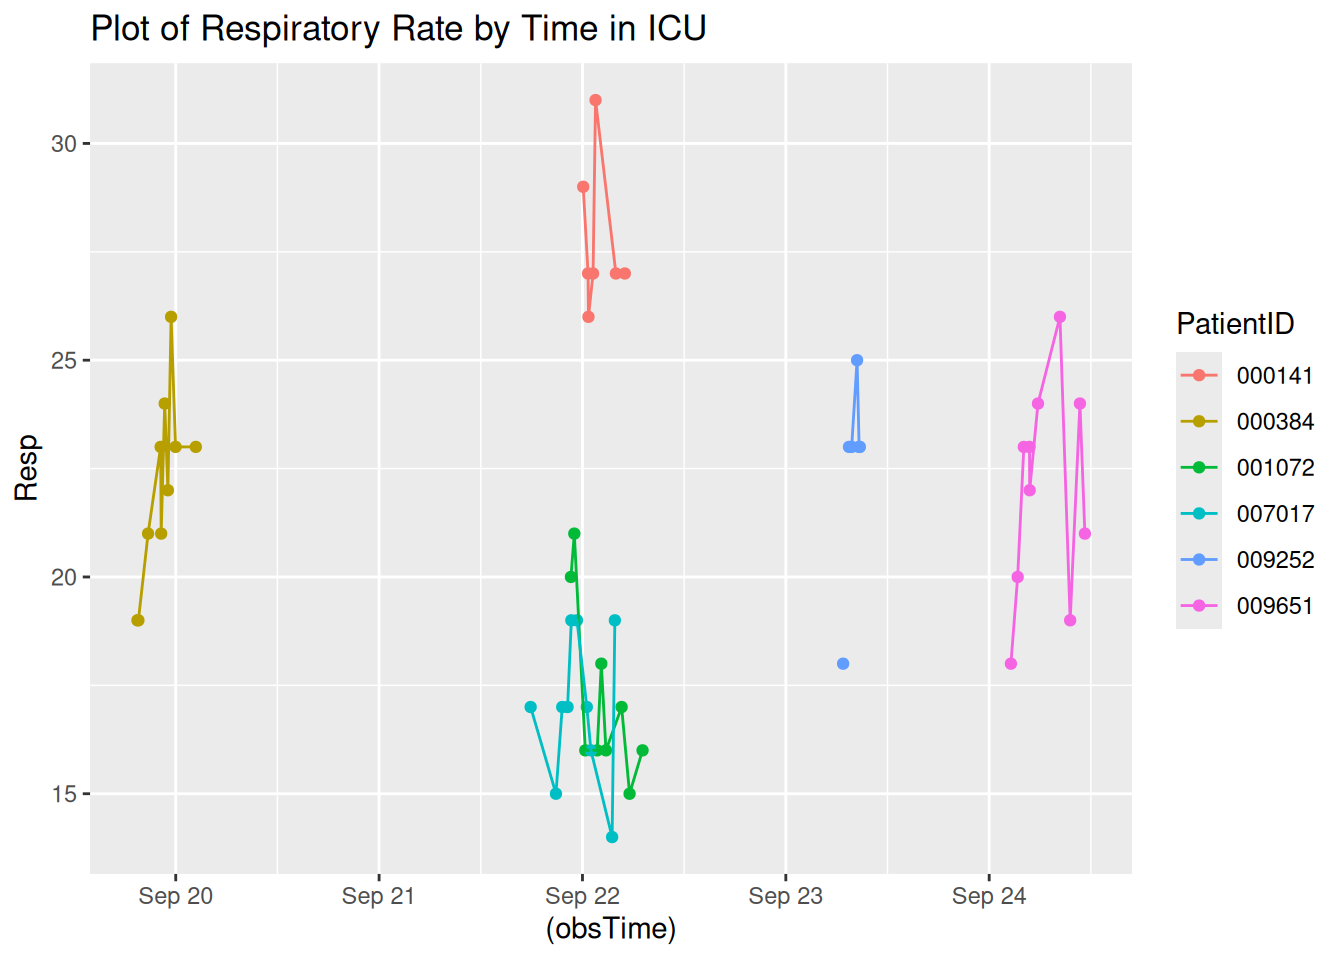 Plot of Respiratory Rate by Time in ICU
30
25
20
15
Resp
Sep 20
Sep 21
Sep 22
Sep 23
Sep 24
(obsTime)
PatientID
000141
000384
001072
007017
009252
009651